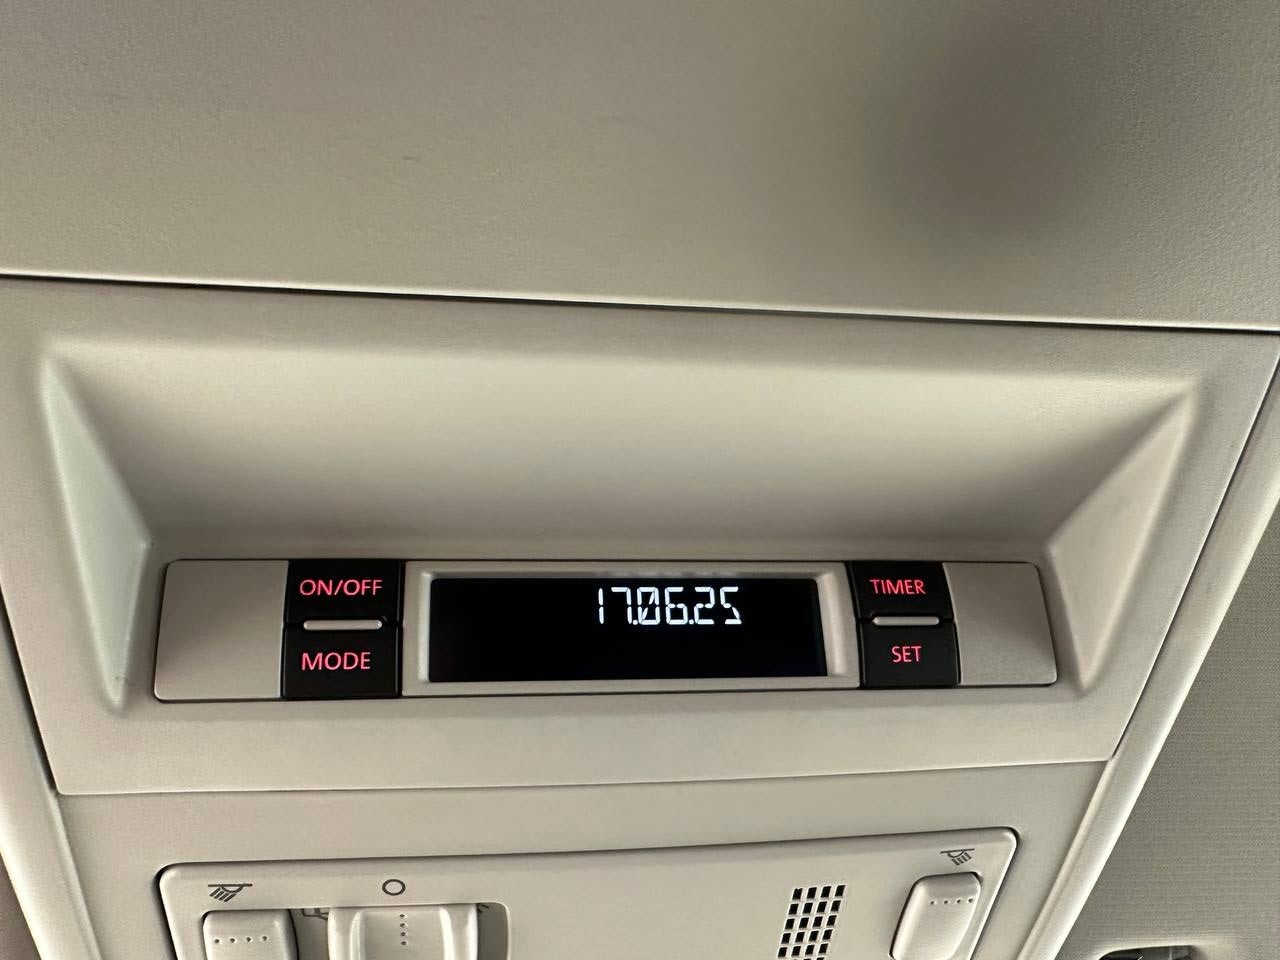 ON/OFF
MODE
17.06.25
TIMER
SET